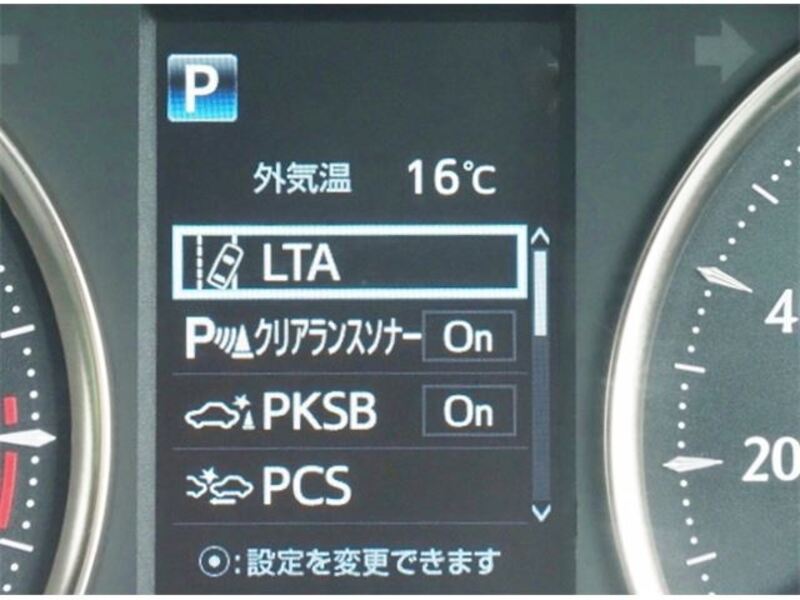 P
外気温 16℃
LTA
Pクリアランスソナー On
PKSB On
PCS
⦿:設定を変更できます
4
20